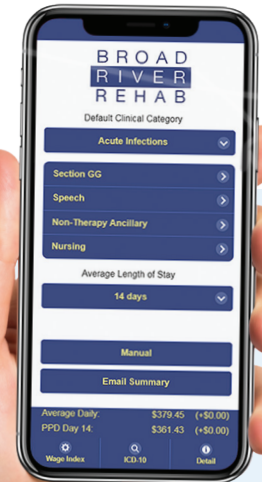 BROAD
RIVER
REHAB
Default Clinical Category
Acute Infections
Section GG
Speech
Non-Therapy Ancillary
Nursing
Average Length of Stay
14 days
Manual
Email Summary
Average Daily: $379.45 (+$0.00)
PPD Day 14: $361.43 (+$0.00)
Wage Index ICD-10 Detail